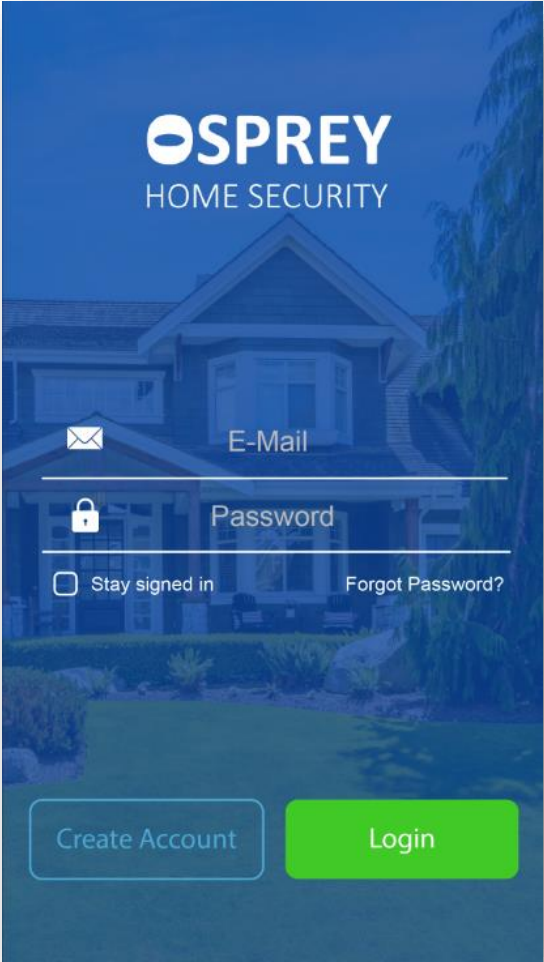 OSPREY
HOME SECURITY
E-Mail
Password
Stay signed in
Forgot Password?
Create Account
Login